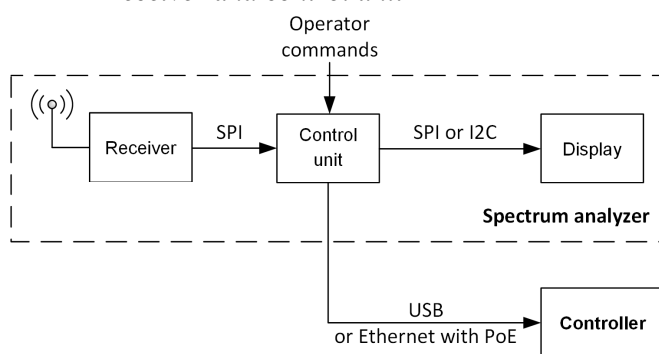 Operator
commands
Receiver
SPI
Control
unit
SPI or I2C
Display
Spectrum analyzer
USB
or Ethernet with PoE
Controller